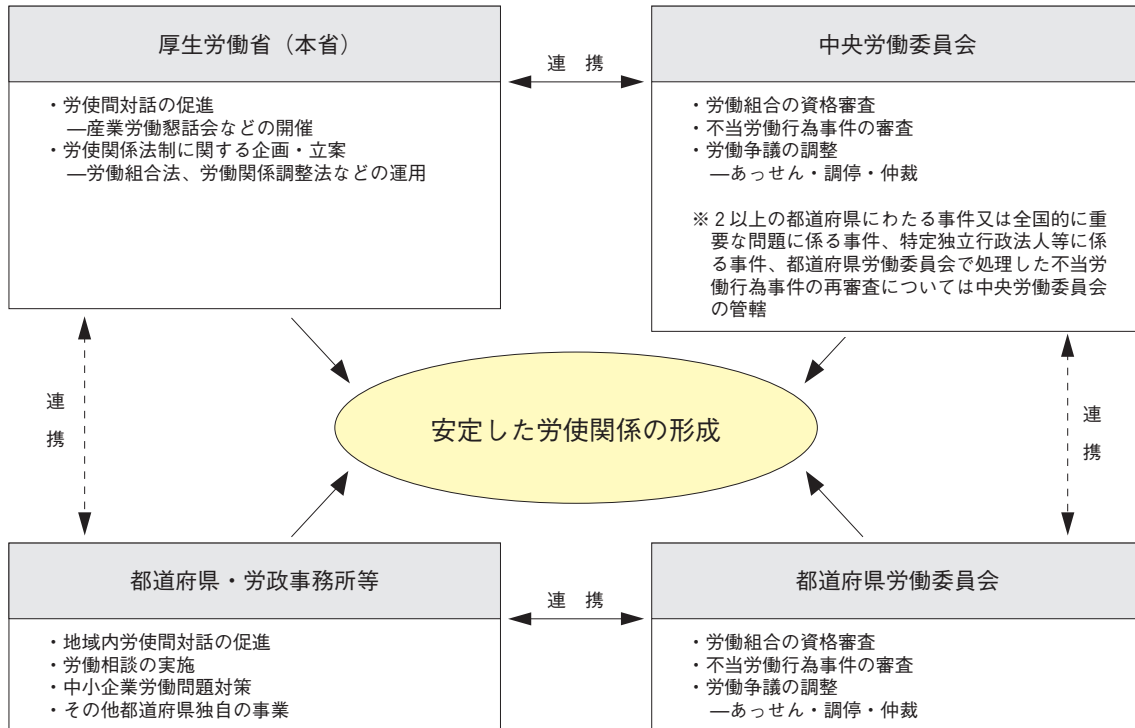 厚生労働省（本省）
・労使間対話の促進
―産業労働懇話会などの開催
・労使関係法制に関する企画・立案
―労働組合法、労働関係調整法などの運用
連　携
中央労働委員会
・労働組合の資格審査
・不当労働行為事件の審査
・労働争議の調整
―あっせん・調停・仲裁
※２以上の都道府県にわたる事件又は全国的に重
要な問題に係る事件、特定独立行政法人等に係
る事件、都道府県労働委員会で処理した不当労
働行為事件の再審査については中央労働委員会
の管轄
連　携
安定した労使関係の形成
連　携
都道府県・労政事務所等
・地域内労使間対話の促進
・労働相談の実施
・中小企業労働問題対策
・その他都道府県独自の事業
連　携
都道府県労働委員会
・労働組合の資格審査
・不当労働行為事件の審査
・労働争議の調整
―あっせん・調停・仲裁